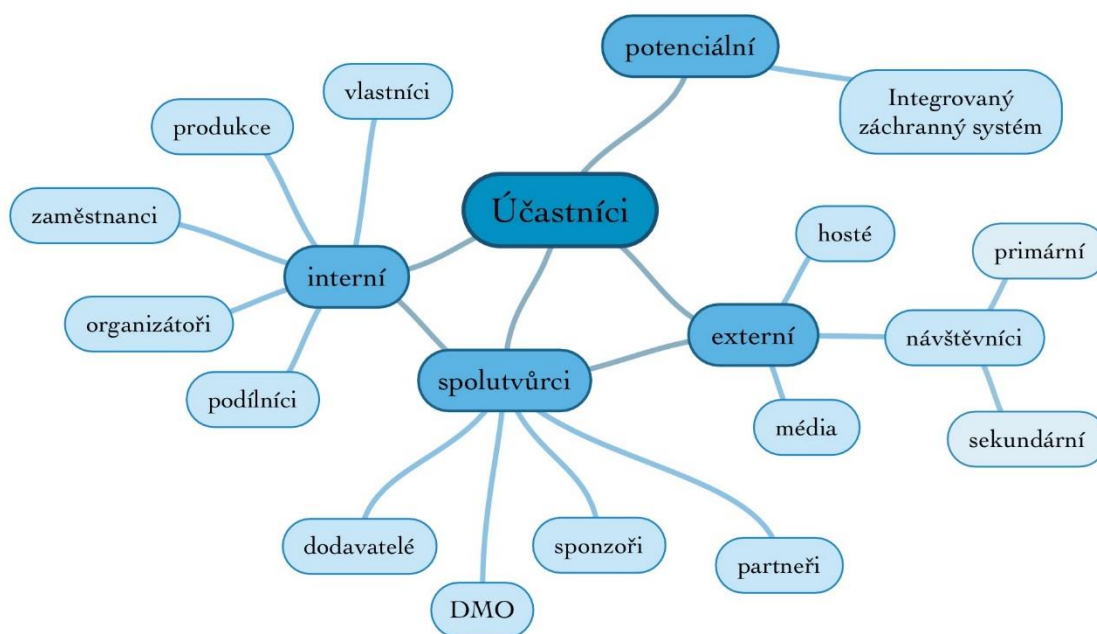 potenciální
Integrovaný
záchranný systém
vlastníci
produkce
zaměstnanci
Účastníci
hosté
primární
interní
organizátoři
externí
návštěvníci
spolutvůrci
podílníci
média
sekundární
dodavatelé
sponzoři
partneři
DMO